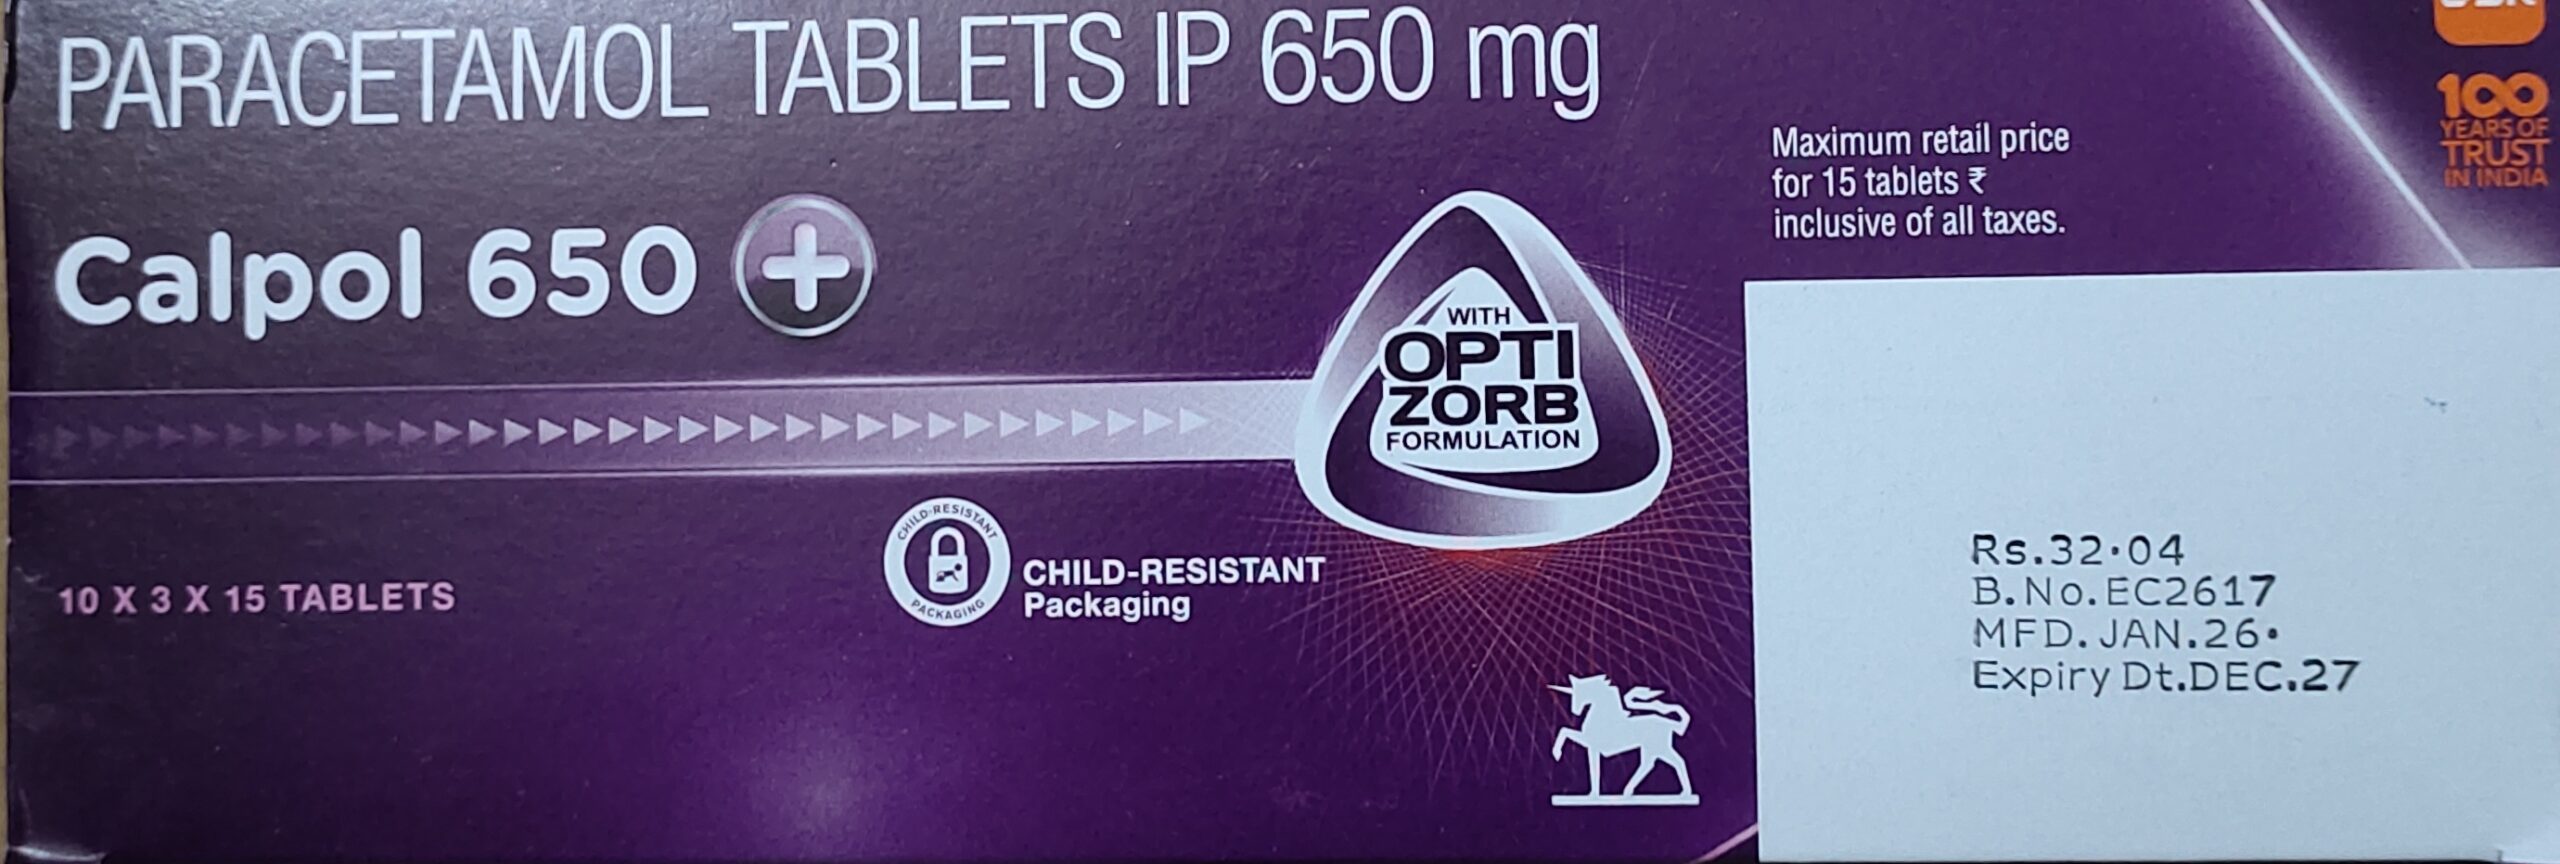 PARACETAMOL TABLETS IP 650 mg
Calpol 650 +
WITH
OPTI
ZORB
FORMULATION
CHILD-RESISTANT
PACKAGING
CHILD-RESISTANT
Packaging
10 X 3 X 15 TABLETS
100
YEARS OF
TRUST
IN INDIA
Maximum retail price
for 15 tablets ₹
inclusive of all taxes.
Rs.32·04
B.No.EC2617
MFD.JAN.26·
Expiry Dt.DEC.27